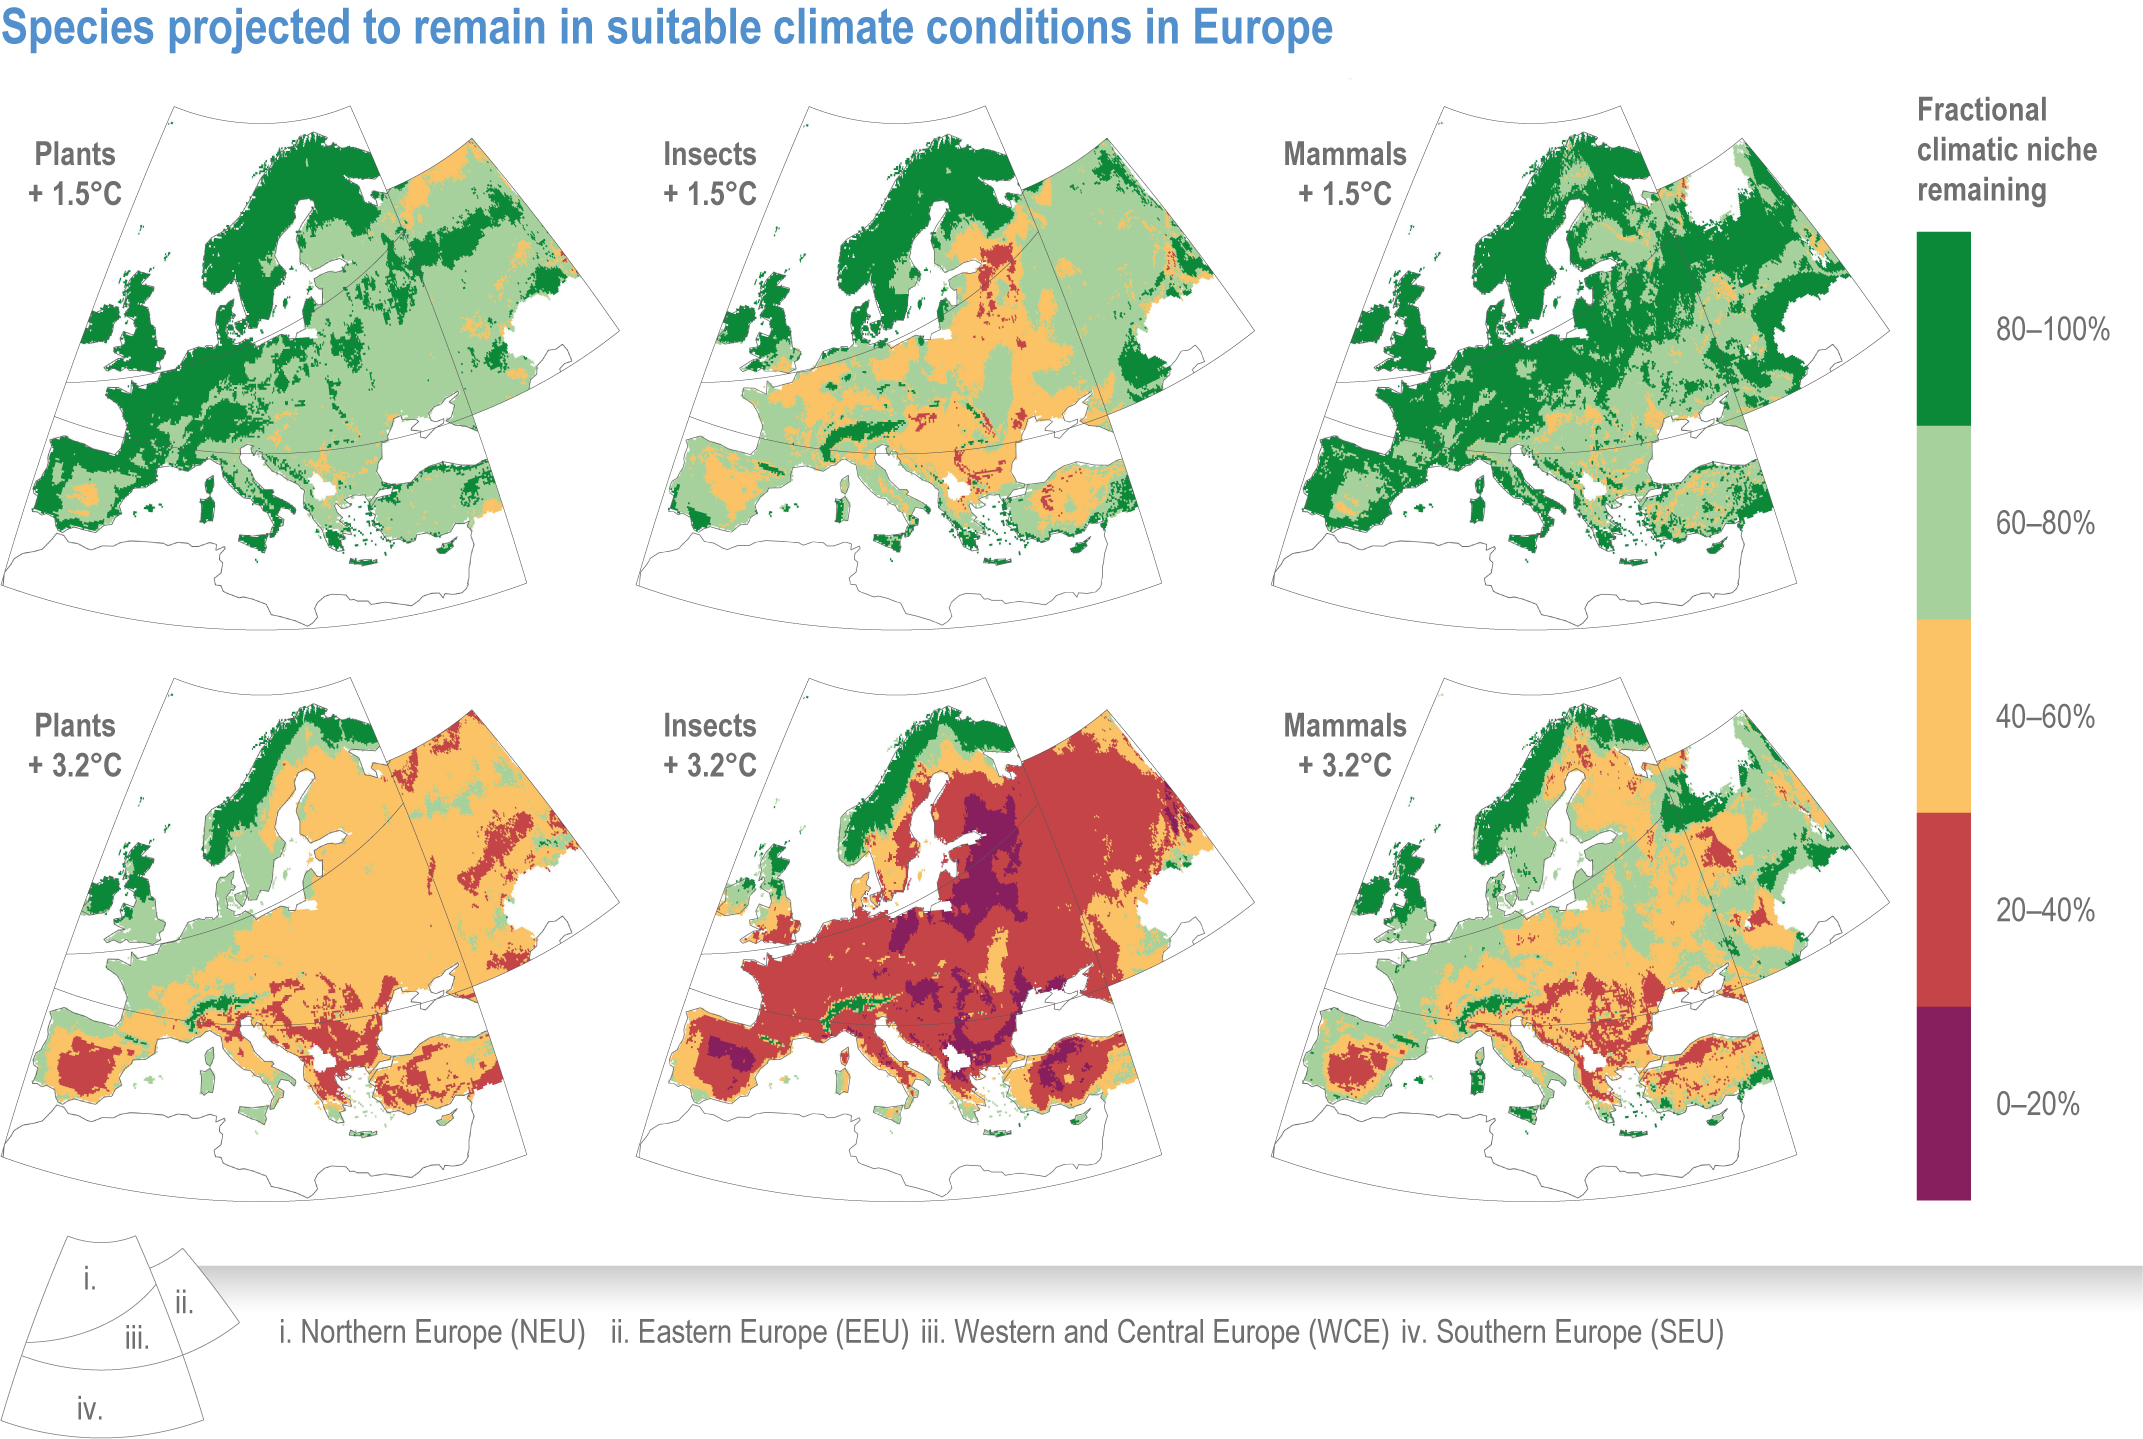 Species projected to remain in suitable climate conditions in Europe
Plants
+ 1.5°C
Insects
+ 1.5°C
Mammals
+ 1.5°C
Fractional
climatic niche
remaining
80–100%
60–80%
40–60%
20–40%
0–20%
Plants
+ 3.2°C
Insects
+ 3.2°C
Mammals
+ 3.2°C
i.
ii.
iii.
iv.
i. Northern Europe (NEU) ii. Eastern Europe (EEU) iii. Western and Central Europe (WCE) iv. Southern Europe (SEU)